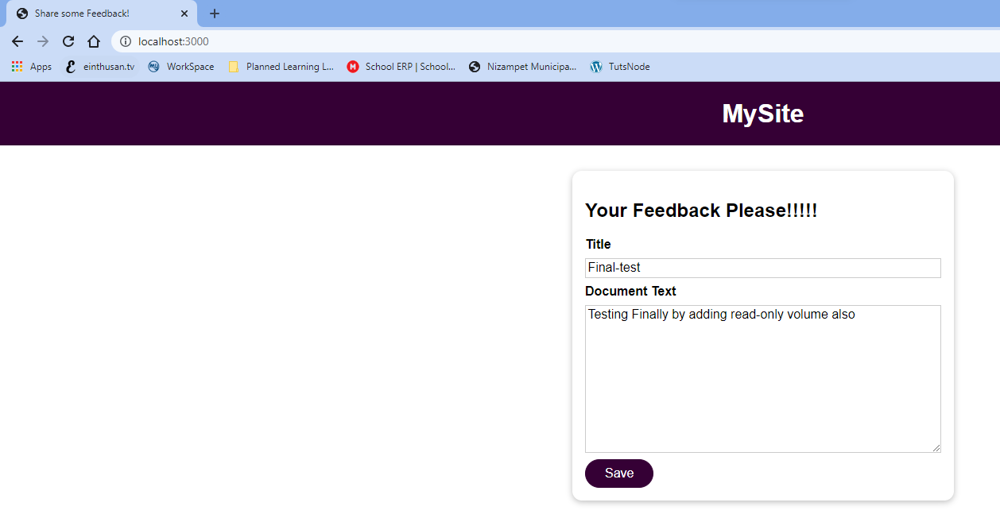 Share some Feedback!
localhost:3000
Apps einthusan.tv WorkSpace Planned Learning L... School ERP | School... Nizampet Municipa... TutsNode
MySite
Your Feedback Please!!!!!
Title
Final-test
Document Text
Testing Finally by adding read-only volume also
Save